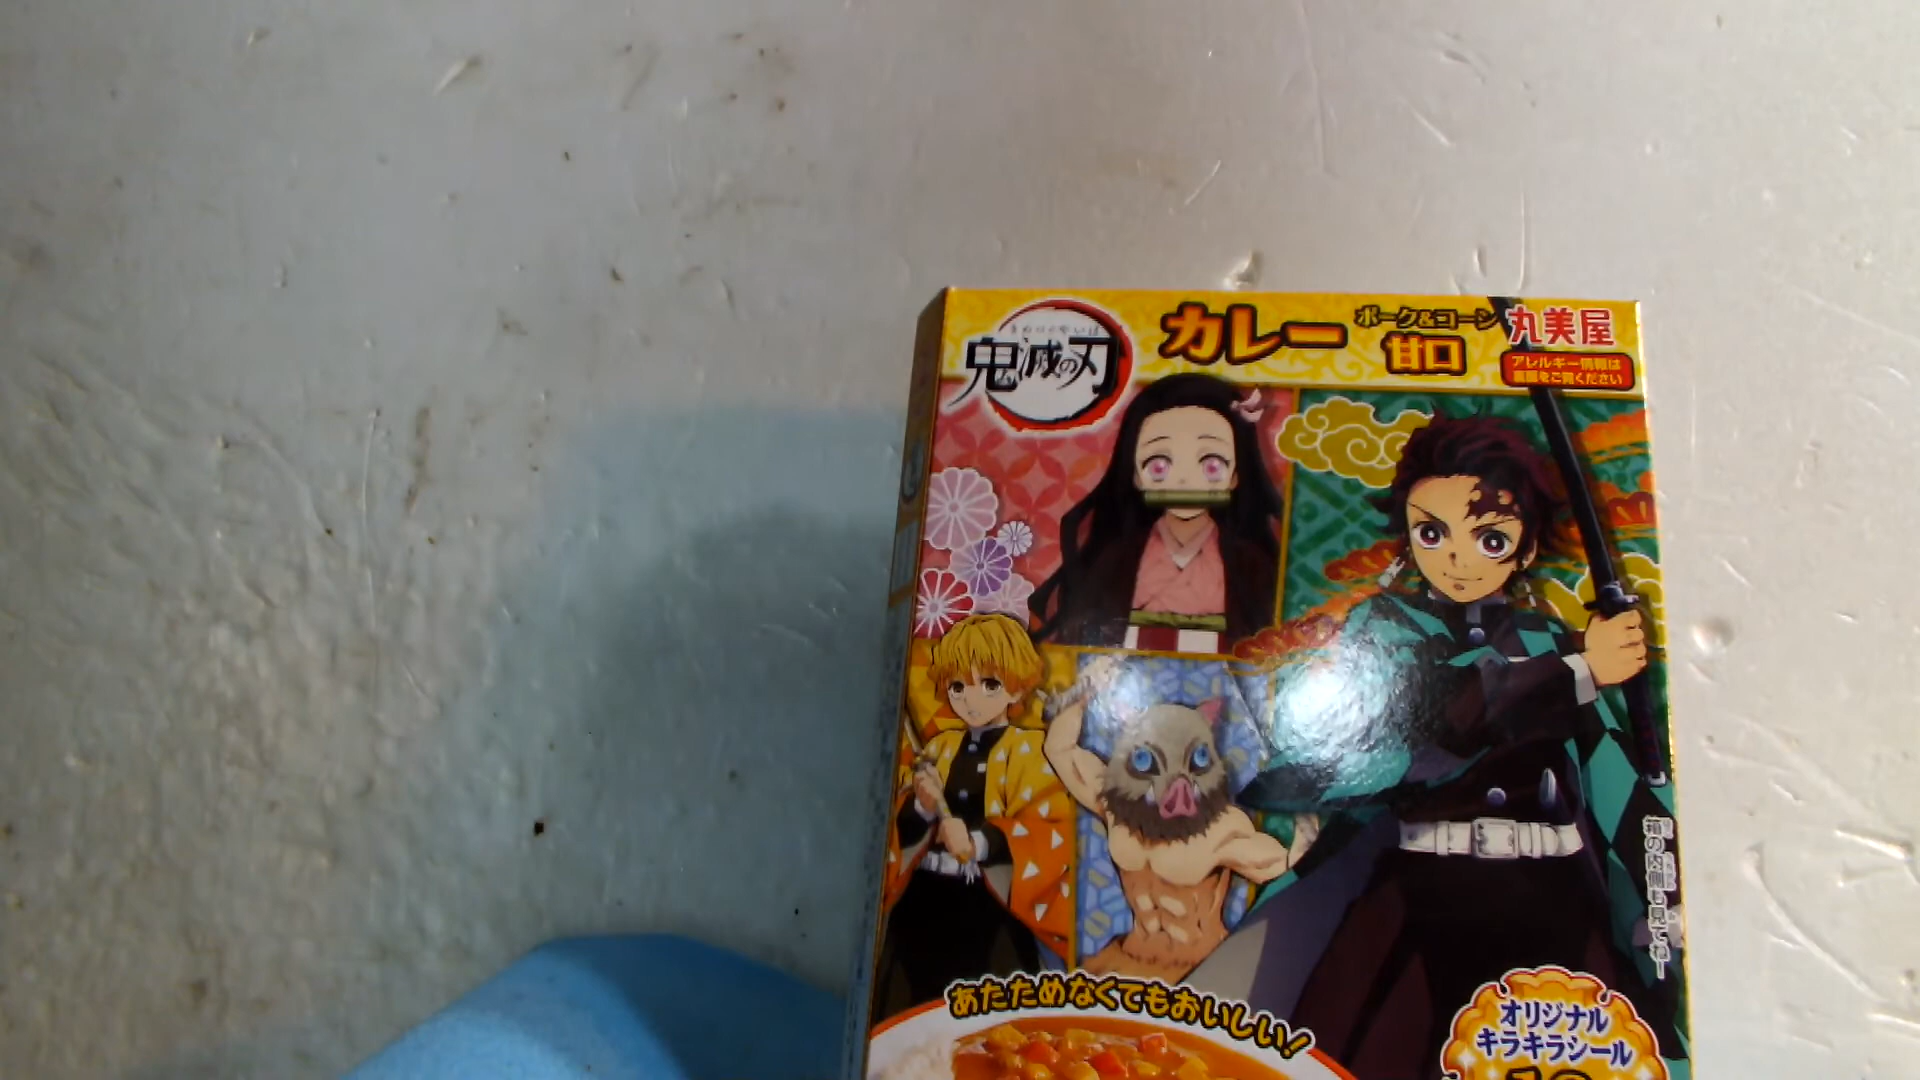 きめつのやいば
鬼滅の刃
カレー
ポーク&コーン
甘口
丸美屋
アレルギー情報は
裏面をご覧ください
箱の内側も見てね!
あたためなくてもおいしい!
オリジナル
キラキラシール